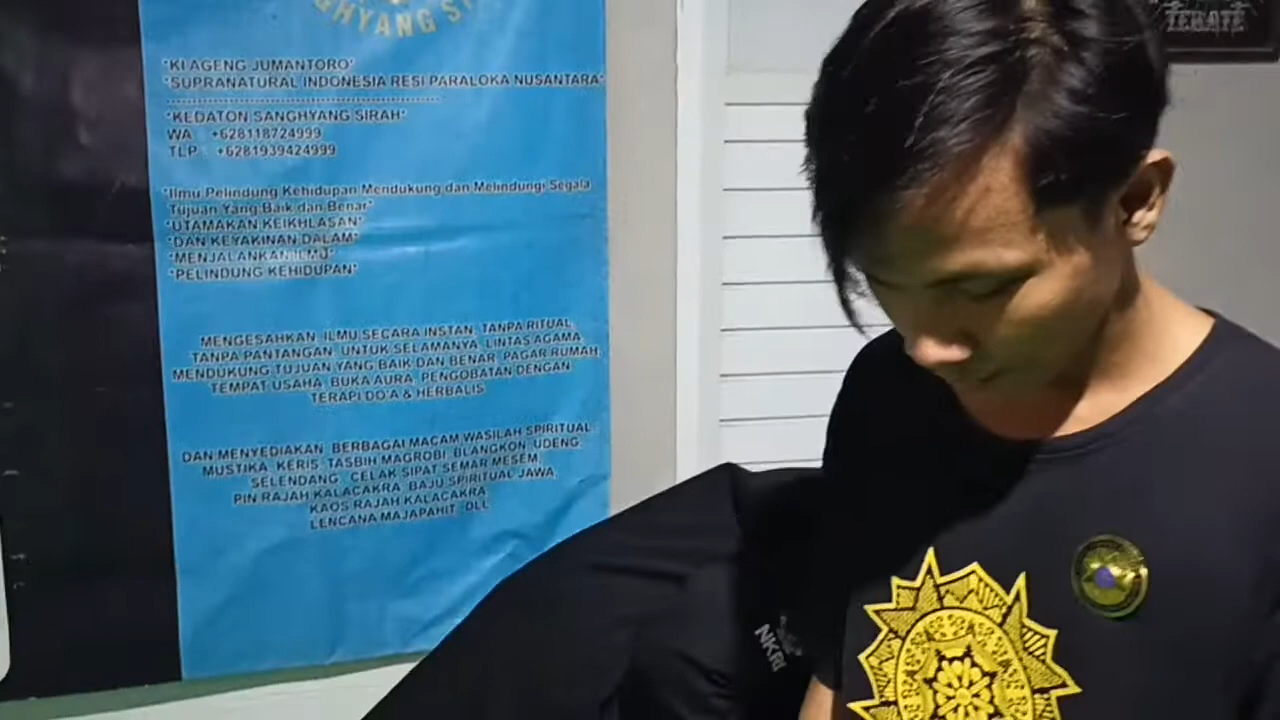 GHYANG S
TERATE
"KI AGENG JUMANTORO"
"SUPRANATURAL INDONESIA RESI PARALOKA NUSANTARA"
"KEDATON SANGHYANG SIRAH"
WA : +628118724999
TLP : +6281939424999
"Ilmu Pelindung Kehidupan Mendukung dan Melindungi Segala
Tujuan Yang Baik dan Benar"
"UTAMAKAN KEIKHLASAN"
"DAN KEYAKINAN DALAM"
"MENJALANKAN ILMU"
"PELINDUNG KEHIDUPAN"
MENGESAHKAN ILMU SECARA INSTAN, TANPA RITUAL,
TANPA PANTANGAN, UNTUK SELAMANYA, LINTAS AGAMA
MENDUKUNG TUJUAN YANG BAIK DAN BENAR, PAGAR RUMAH,
TEMPAT USAHA, BUKA AURA, PENGOBATAN DENGAN
TERAPI DO'A & HERBALIS
DAN MENYEDIAKAN BERBAGAI MACAM WASILAH SPIRITUAL :
MUSTIKA, KERIS, TASBIH MAGROBI, BLANGKON, UDENG,
SELENDANG, CELAK SIPAT SEMAR MESEM,
PIN RAJAH KALACAKRA, BAJU SPIRITUAL JAWA,
KAOS RAJAH KALACAKRA
LENCANA MAJAPAHIT, DLL
NKRI